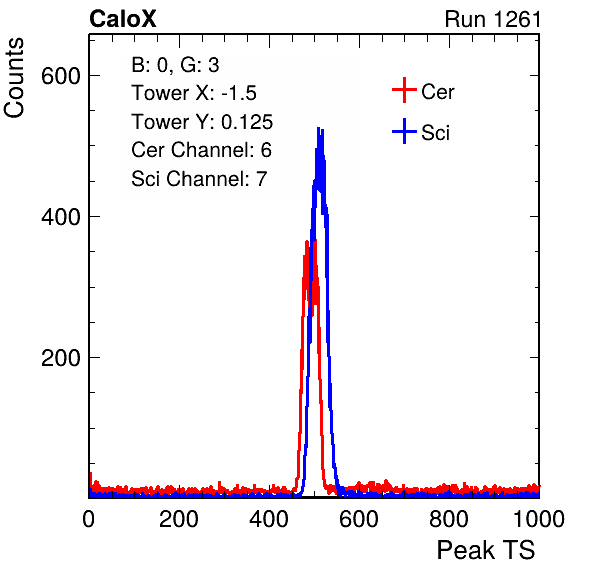 CaloX
Run 1261
Counts
B: 0, G: 3
Tower X: -1.5
Tower Y: 0.125
Cer Channel: 6
Sci Channel: 7
Cer
Sci
600
400
200
0 200 400 600 800 1000
Peak TS